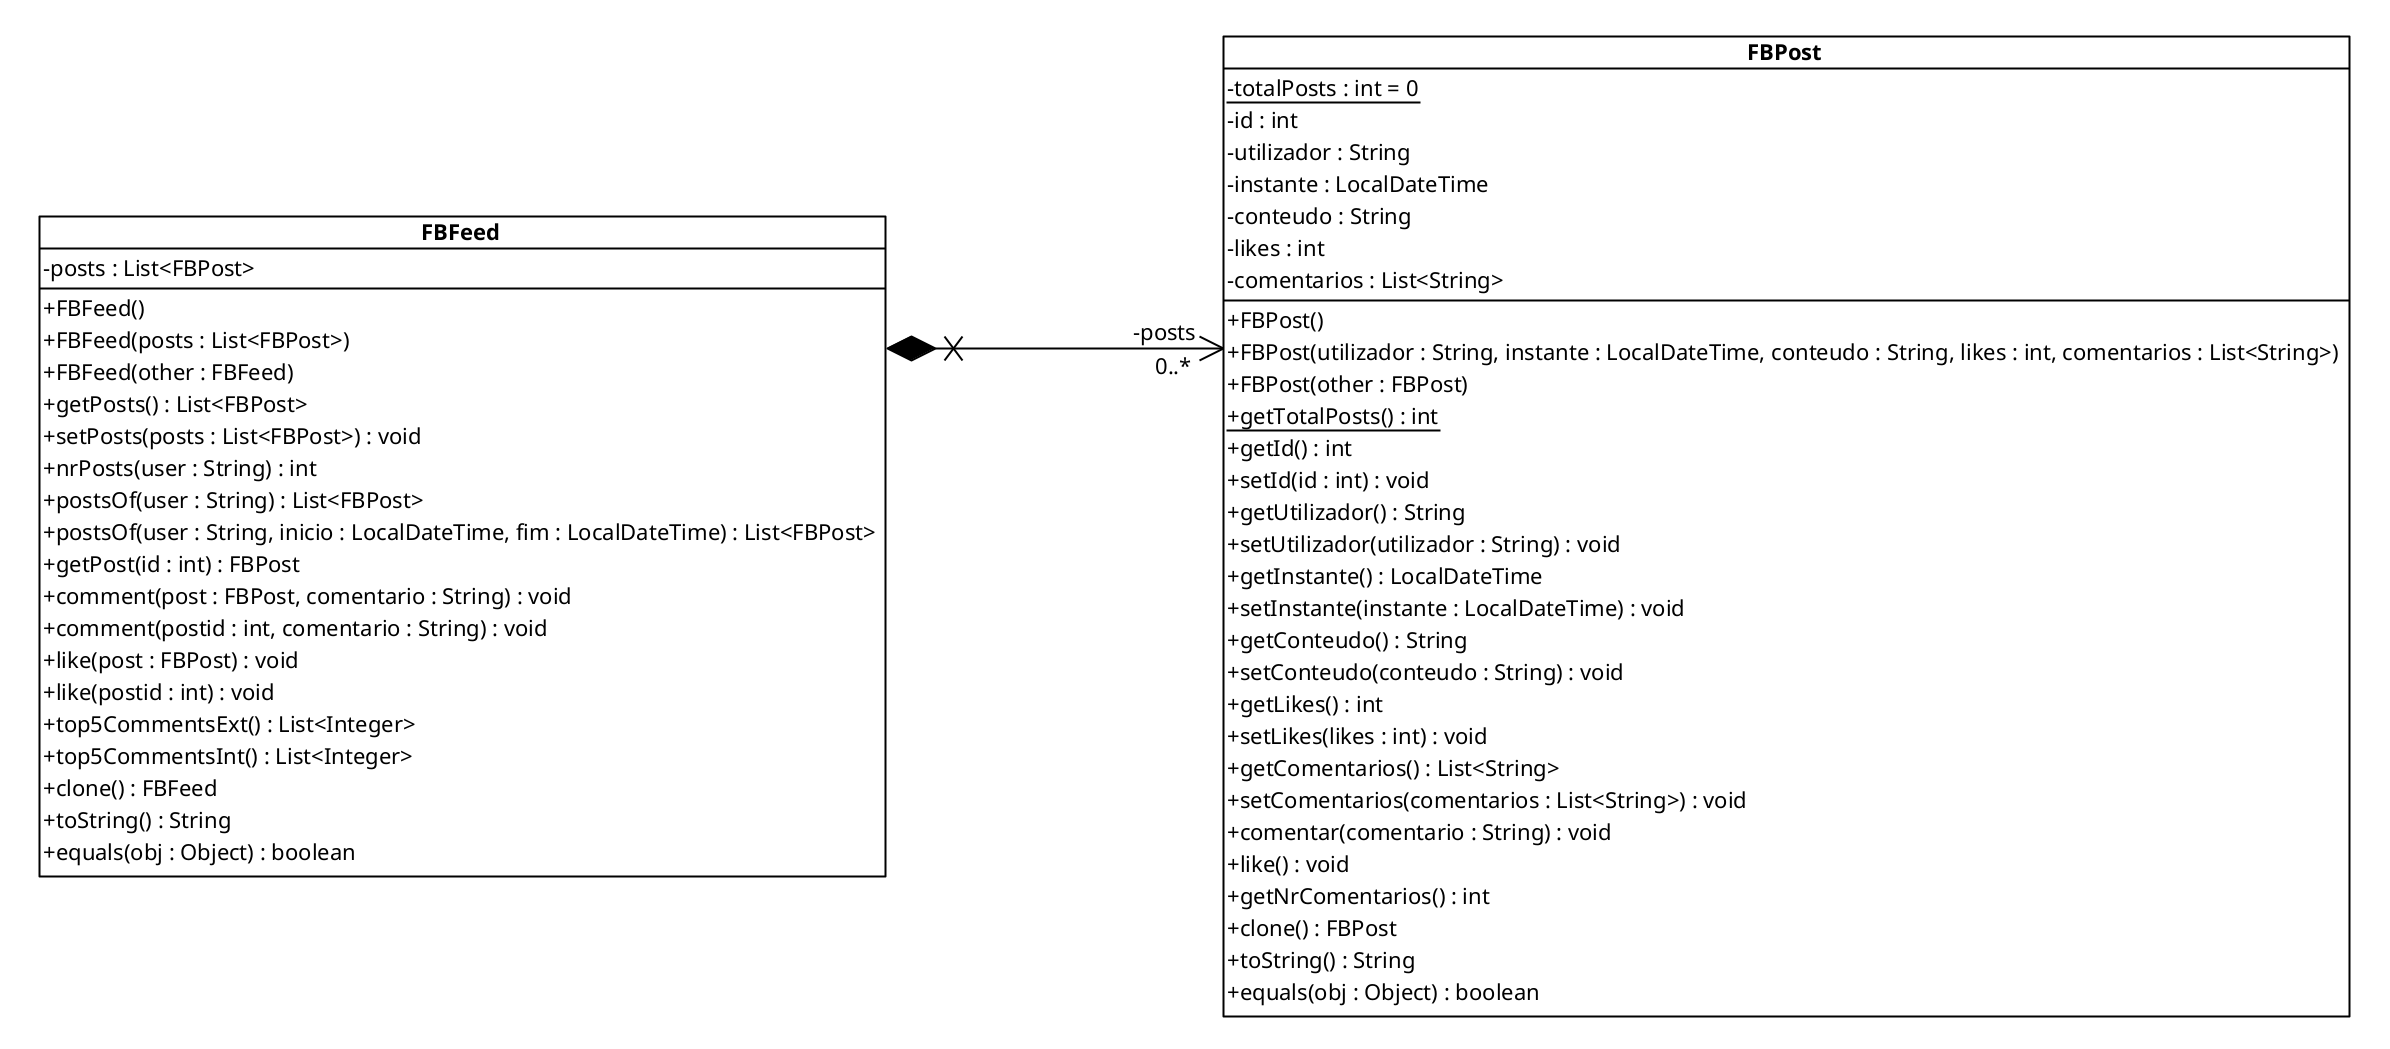 FBFeed
-posts : List<FBPost>
+FBFeed()
+FBFeed(posts : List<FBPost>)
+FBFeed(other : FBFeed)
+getPosts() : List<FBPost>
+setPosts(posts : List<FBPost>) : void
+nrPosts(user : String) : int
+postsOf(user : String) : List<FBPost>
+postsOf(user : String, inicio : LocalDateTime, fim : LocalDateTime) : List<FBPost>
+getPost(id : int) : FBPost
+comment(post : FBPost, comentario : String) : void
+comment(postid : int, comentario : String) : void
+like(post : FBPost) : void
+like(postid : int) : void
+top5CommentsExt() : List<Integer>
+top5CommentsInt() : List<Integer>
+clone() : FBFeed
+toString() : String
+equals(obj : Object) : boolean
-posts
0..*
FBPost
-totalPosts : int = 0
-id : int
-utilizador : String
-instante : LocalDateTime
-conteudo : String
-likes : int
-comentarios : List<String>
+FBPost()
+FBPost(utilizador : String, instante : LocalDateTime, conteudo : String, likes : int, comentarios : List<String>)
+FBPost(other : FBPost)
+getTotalPosts() : int
+getId() : int
+setId(id : int) : void
+getUtilizador() : String
+setUtilizador(utilizador : String) : void
+getInstante() : LocalDateTime
+setInstante(instante : LocalDateTime) : void
+getConteudo() : String
+setConteudo(conteudo : String) : void
+getLikes() : int
+setLikes(likes : int) : void
+getComentarios() : List<String>
+setComentarios(comentarios : List<String>) : void
+comentar(comentario : String) : void
+like() : void
+getNrComentarios() : int
+clone() : FBPost
+toString() : String
+equals(obj : Object) : boolean